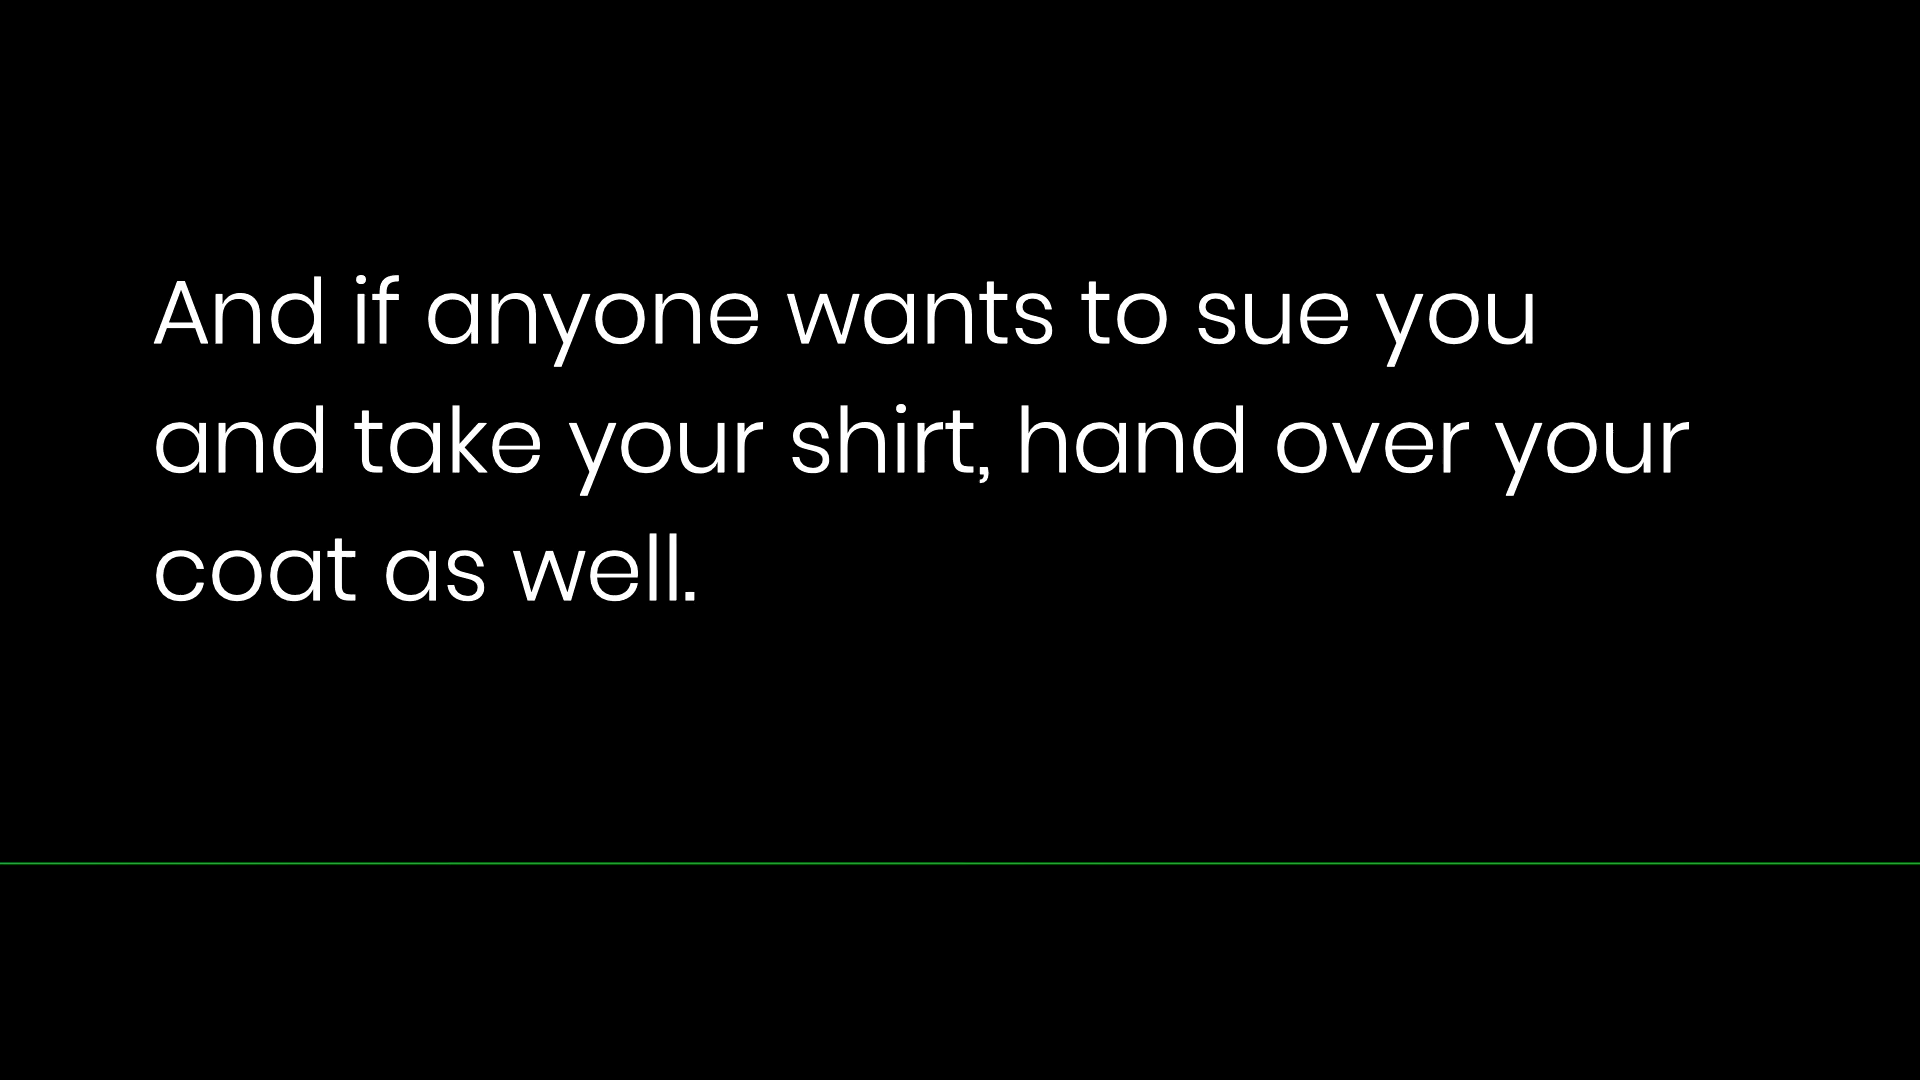 And if anyone wants to sue you
and take your shirt, hand over your
coat as well.